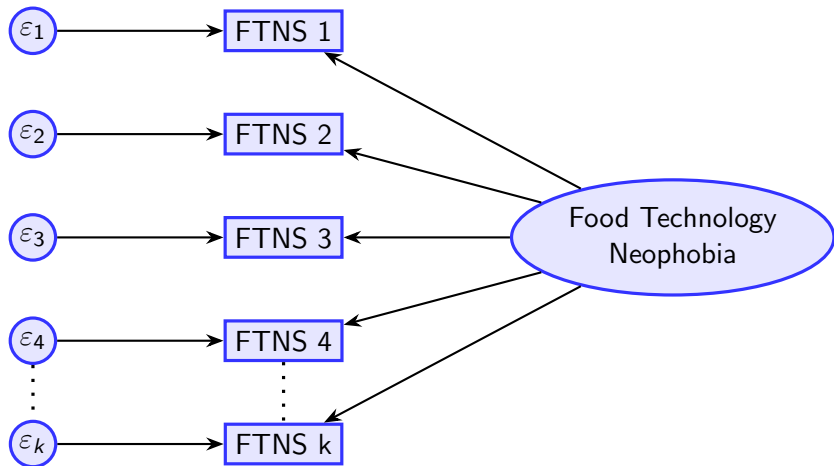 ε1 FTNS 1
ε2 FTNS 2
ε3 FTNS 3
Food Technology
Neophobia
ε4 FTNS 4
εk FTNS k